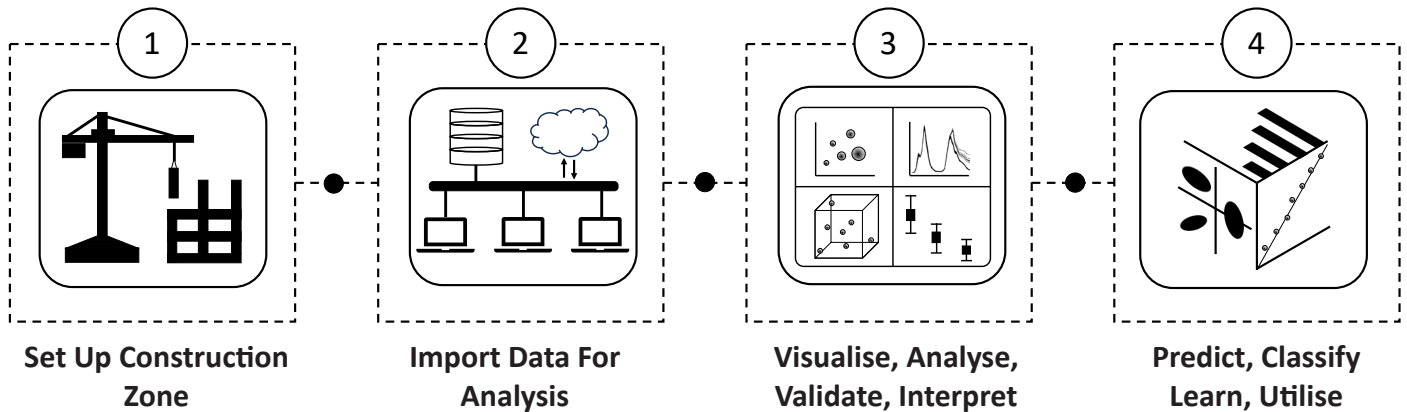 1
2
3
4
Set Up Construction
Zone
Import Data For
Analysis
Visualise, Analyse,
Validate, Interpret
Predict, Classify
Learn, Utilise